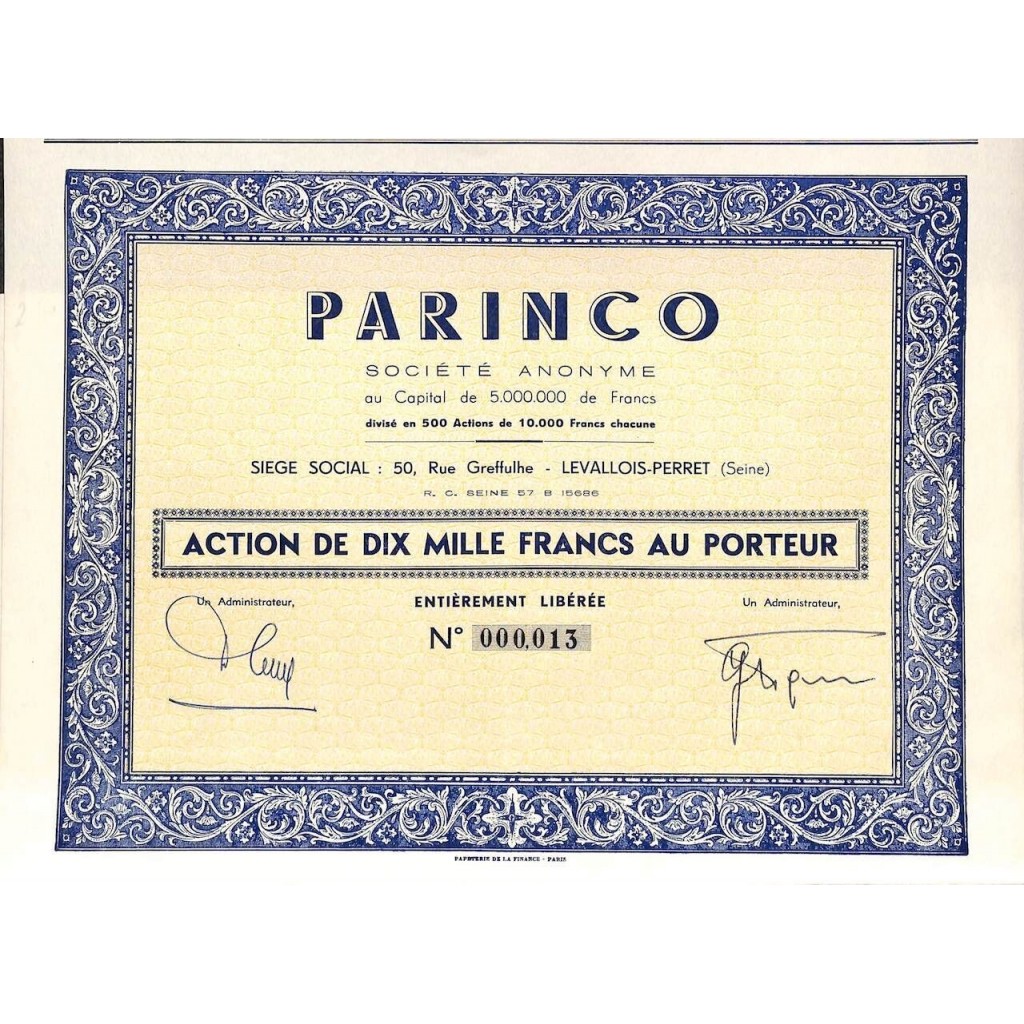 PARINCO
SOCIÉTÉ ANONYME
au Capital de 5.000.000 de Francs
divisé en 500 Actions de 10.000 Francs chacune
SIEGE SOCIAL : 50, Rue Greffulhe - LEVALLOIS-PERRET (Seine)
R. C. SEINE 57 B 15686
ACTION DE DIX MILLE FRANCS AU PORTEUR
Un Administrateur, ENTIÈREMENT LIBÉRÉE Un Administrateur,
N° 000,013
PAPETERIE DE LA FINANCE - PARIS